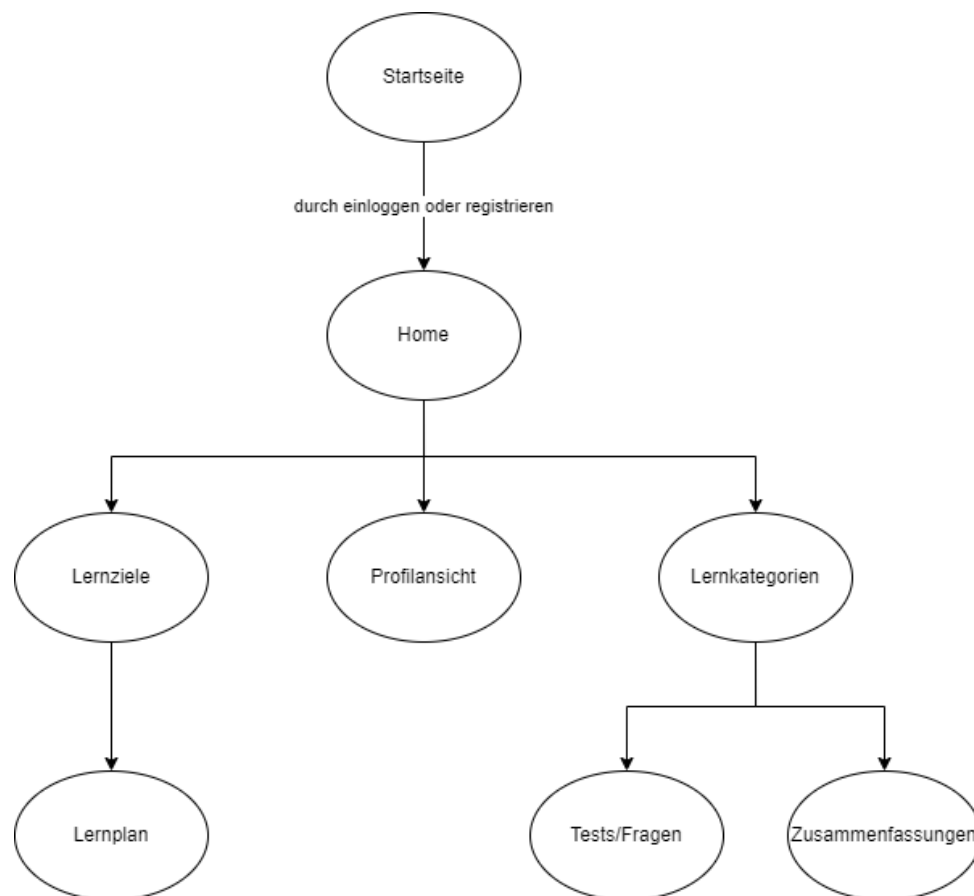 Startseite
durch einloggen oder registrieren
Home
Lernziele
Profilansicht
Lernkategorien
Lernplan
Tests/Fragen
Zusammenfassungen